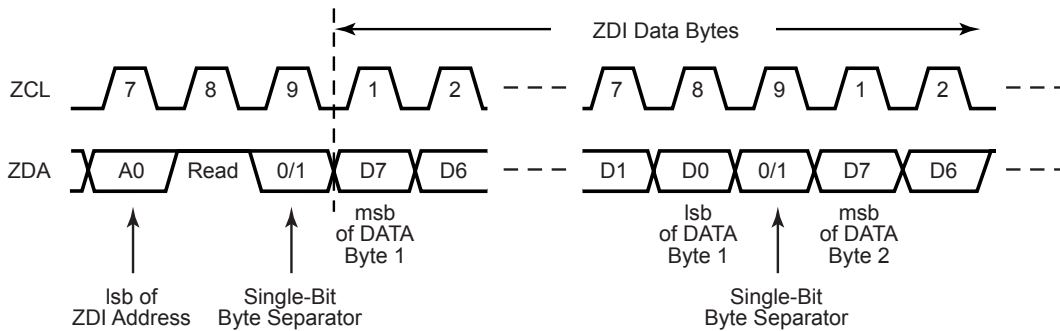 ZDI Data Bytes
ZCL 7 8 9 1 2 7 8 9 1 2
ZDA A0 Read 0/1 D7 D6 D1 D0 0/1 D7 D6
msb
of DATA
Byte 1
lsb
of DATA
Byte 1
msb
of DATA
Byte 2
lsb of
ZDI Address
Single-Bit
Byte Separator
Single-Bit
Byte Separator